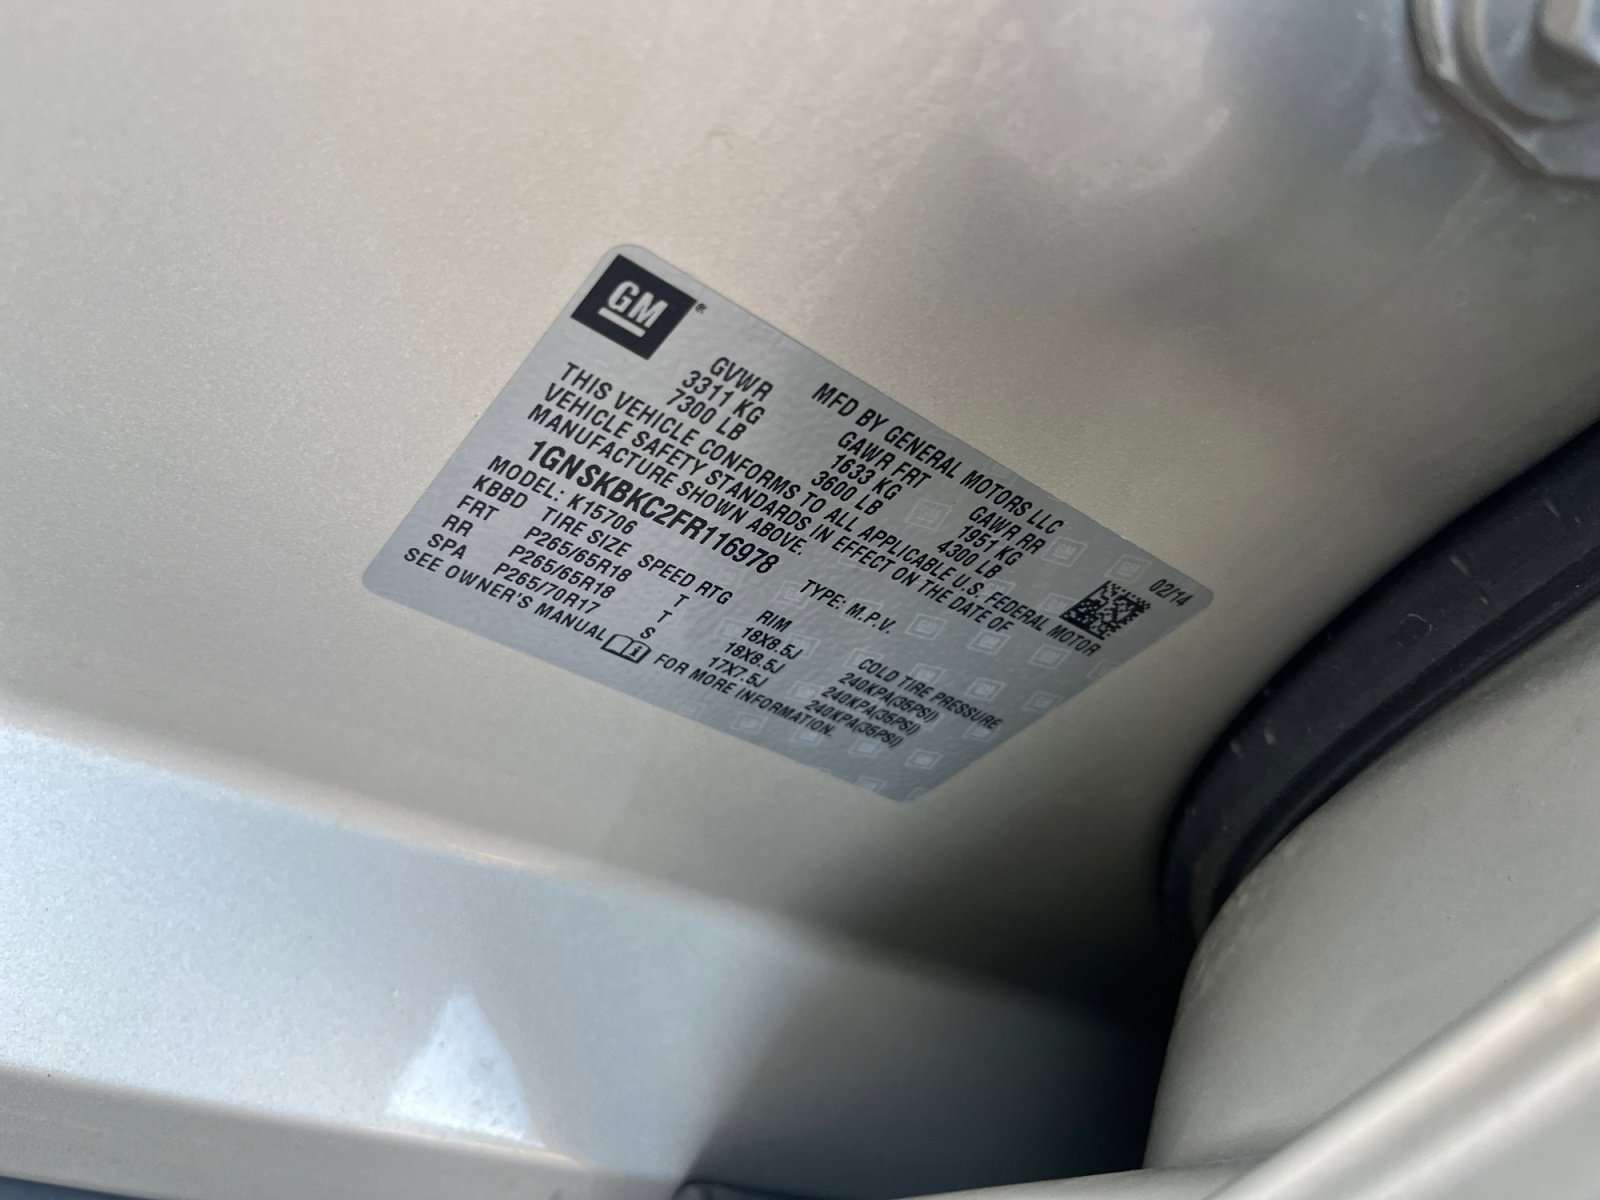 GM
MFD BY GENERAL MOTORS LLC 02/14
GVWR GAWR FRT GAWR RR
3311 KG 1633 KG 1951 KG
7300 LB 3600 LB 4300 LB
THIS VEHICLE CONFORMS TO ALL APPLICABLE U.S. FEDERAL MOTOR
VEHICLE SAFETY STANDARDS IN EFFECT ON THE DATE OF
MANUFACTURE SHOWN ABOVE.
1GNSKBKC2FR116978 TYPE: M.P.V.
MODEL: K15706
KBBD TIRE SIZE SPEED RTG RIM COLD TIRE PRESSURE
FRT P265/65R18 T 18X8.5J 240KPA(35PSI)
RR P265/65R18 T 18X8.5J 240KPA(35PSI)
SPA P265/70R17 S 17X7.5J 240KPA(35PSI)
SEE OWNER'S MANUAL FOR MORE INFORMATION.